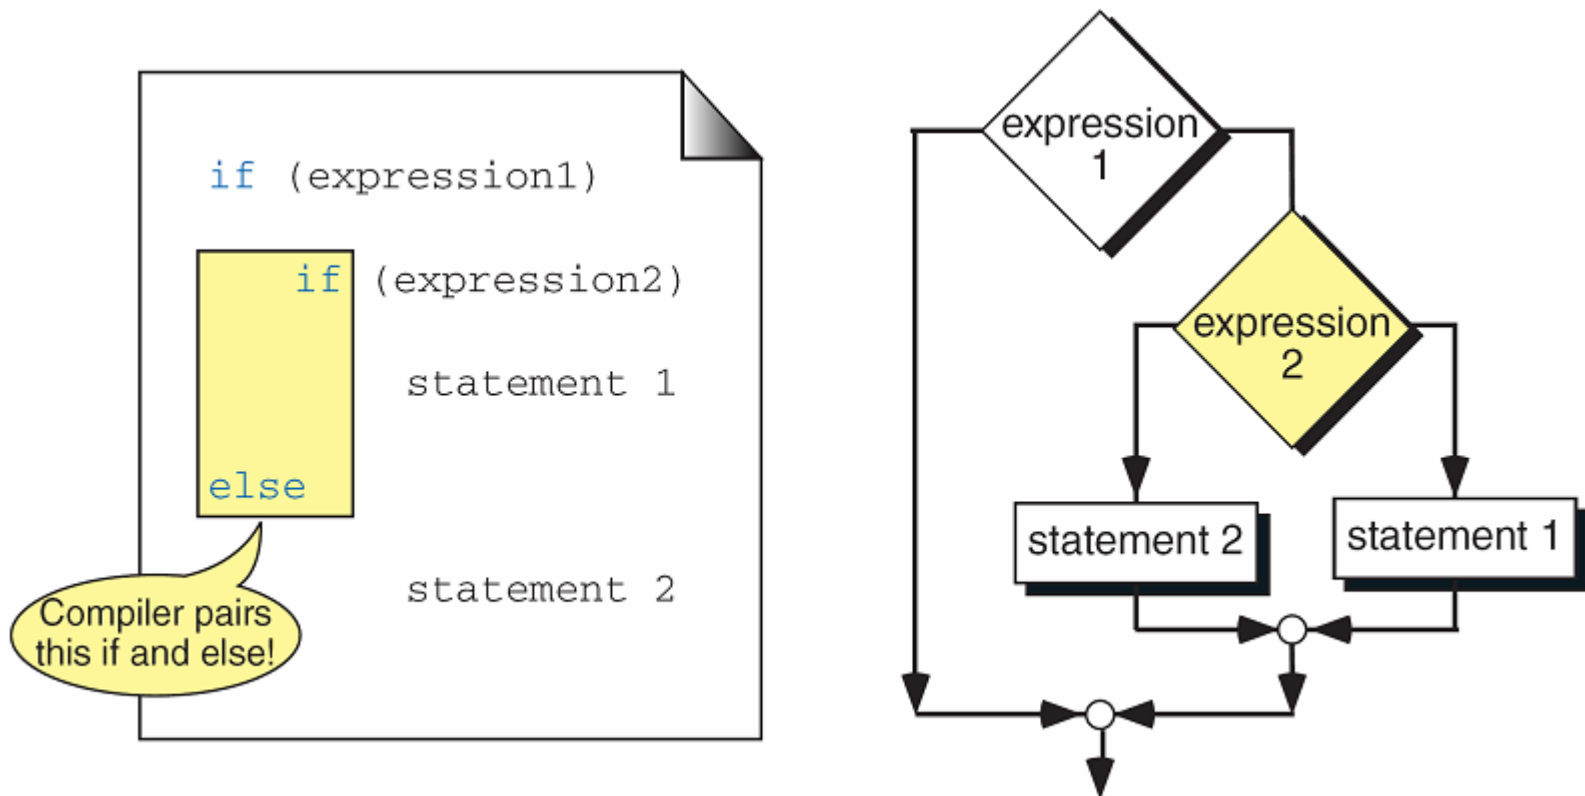 if (expression1)
if (expression2)
statement 1
else
statement 2
Compiler pairs
this if and else!
expression
1
expression
2
statement 2
statement 1